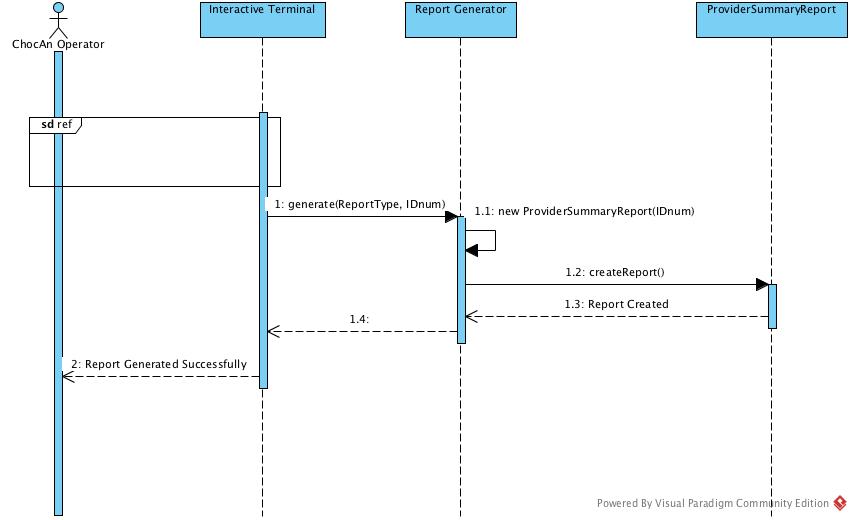 Interactive Terminal
Report Generator
ProviderSummaryReport
ChocAn Operator
sd ref
1: generate(ReportType, IDnum)
1.1: new ProviderSummaryReport(IDnum)
1.2: createReport()
1.3: Report Created
1.4:
2: Report Generated Successfully
Powered By Visual Paradigm Community Edition